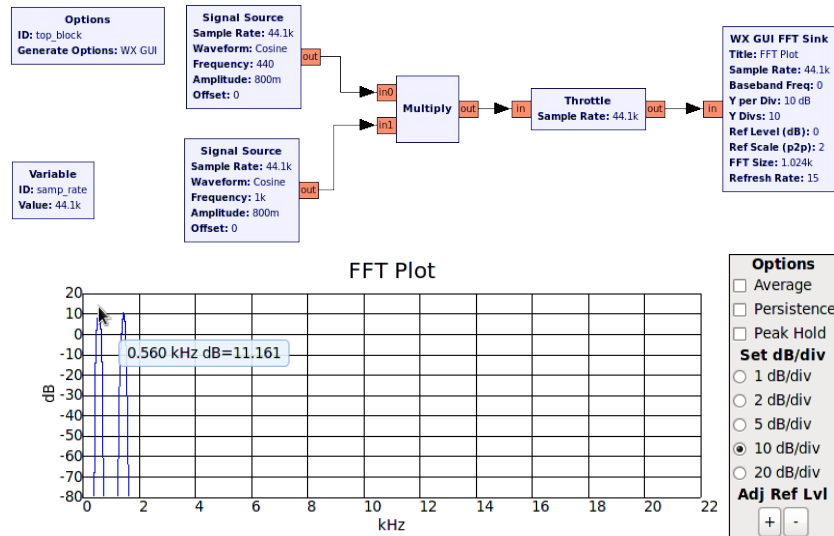 Options
ID: top_block
Generate Options: WX GUI
Signal Source
Sample Rate: 44.1k
Waveform: Cosine
Frequency: 440
Amplitude: 800m
Offset: 0
out
in0
in1
Multiply
out
in
Throttle
Sample Rate: 44.1k
out
in
WX GUI FFT Sink
Title: FFT Plot
Sample Rate: 44.1k
Baseband Freq: 0
Y per Div: 10 dB
Y Divs: 10
Ref Level (dB): 0
Ref Scale (p2p): 2
FFT Size: 1.024k
Refresh Rate: 15
Variable
ID: samp_rate
Value: 44.1k
Signal Source
Sample Rate: 44.1k
Waveform: Cosine
Frequency: 1k
Amplitude: 800m
Offset: 0
out
FFT Plot
20
10
0
-10
-20
-30
-40
-50
-60
-70
-80
dB
0.560 kHz dB=11.161
0 2 4 6 8 10 12 14 16 18 20 22
kHz
Options
Average
Persistence
Peak Hold
Set dB/div
1 dB/div
2 dB/div
5 dB/div
10 dB/div
20 dB/div
Adj Ref Lvl
+ -